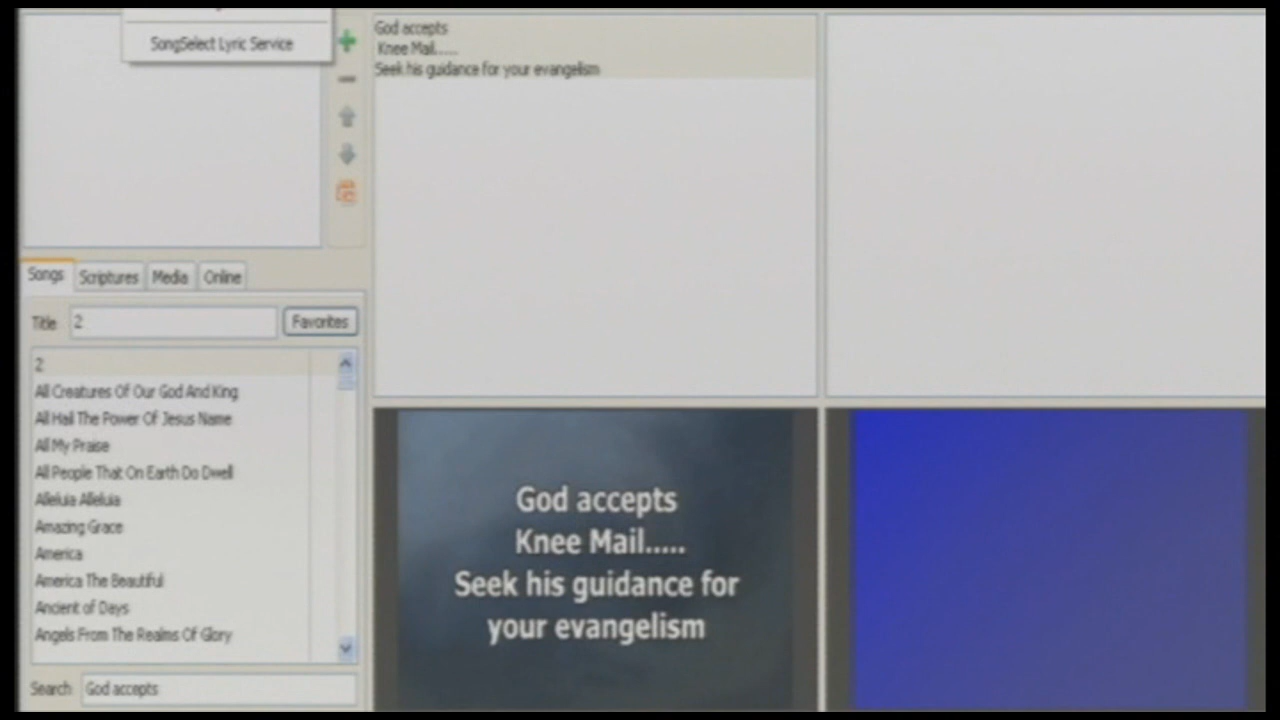 SongSelect Lyric Service
God accepts
Knee Mail.....
Seek his guidance for your evangelism
Songs
Scriptures
Media
Online
Title
2
Favorites
2
All Creatures Of Our God And King
All Hail The Power Of Jesus Name
All My Praise
All People That On Earth Do Dwell
Alleluia Alleluia
Amazing Grace
America
America The Beautiful
Ancient of Days
Angels From The Realms Of Glory
Search
God accepts
God accepts
Knee Mail.....
Seek his guidance for
your evangelism